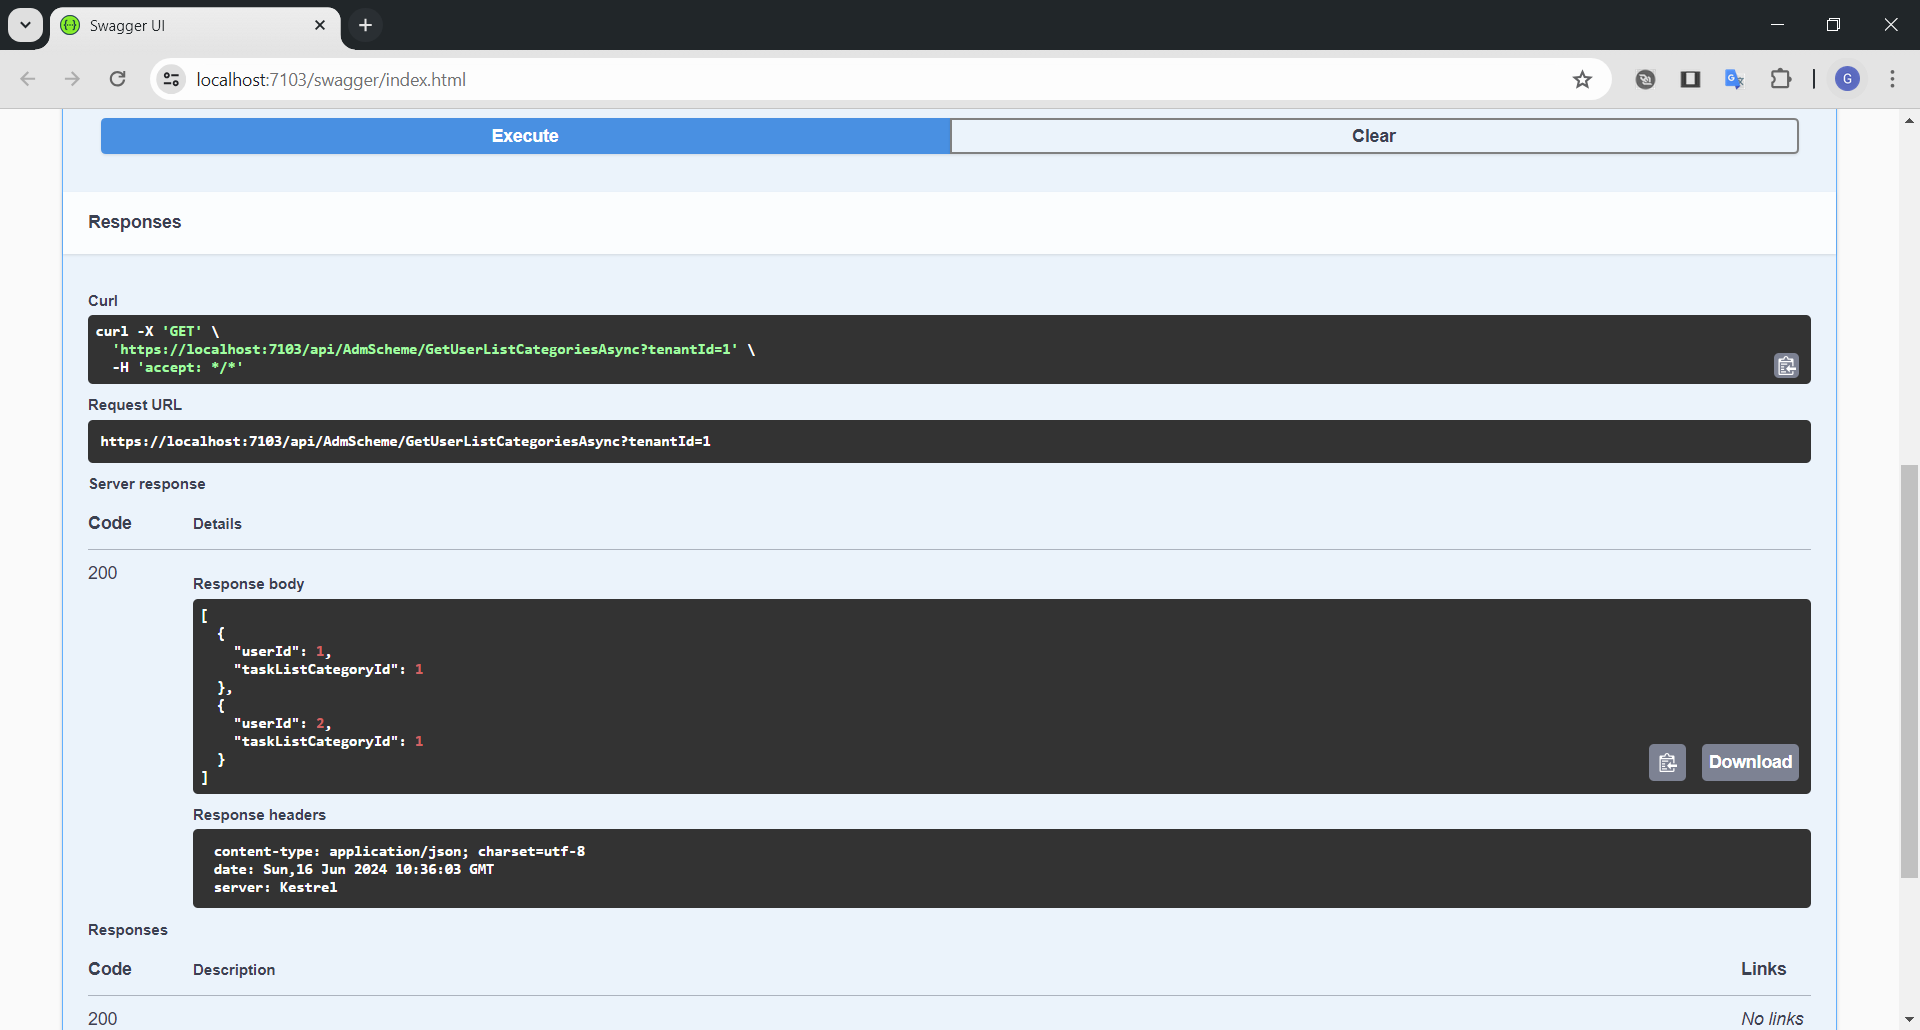 Swagger UI
localhost:7103/swagger/index.html
G
Execute
Clear
Responses
Curl
curl -X 'GET' \
'https://localhost:7103/api/AdmScheme/GetUserListCategoriesAsync?tenantId=1' \
-H 'accept: */*'
Request URL
https://localhost:7103/api/AdmScheme/GetUserListCategoriesAsync?tenantId=1
Server response
Code Details
200
Response body
[
{
"userId": 1,
"taskListCategoryId": 1
},
{
"userId": 2,
"taskListCategoryId": 1
}
]
Download
Response headers
content-type: application/json; charset=utf-8
date: Sun,16 Jun 2024 10:36:03 GMT
server: Kestrel
Responses
Code Description Links
200 No links